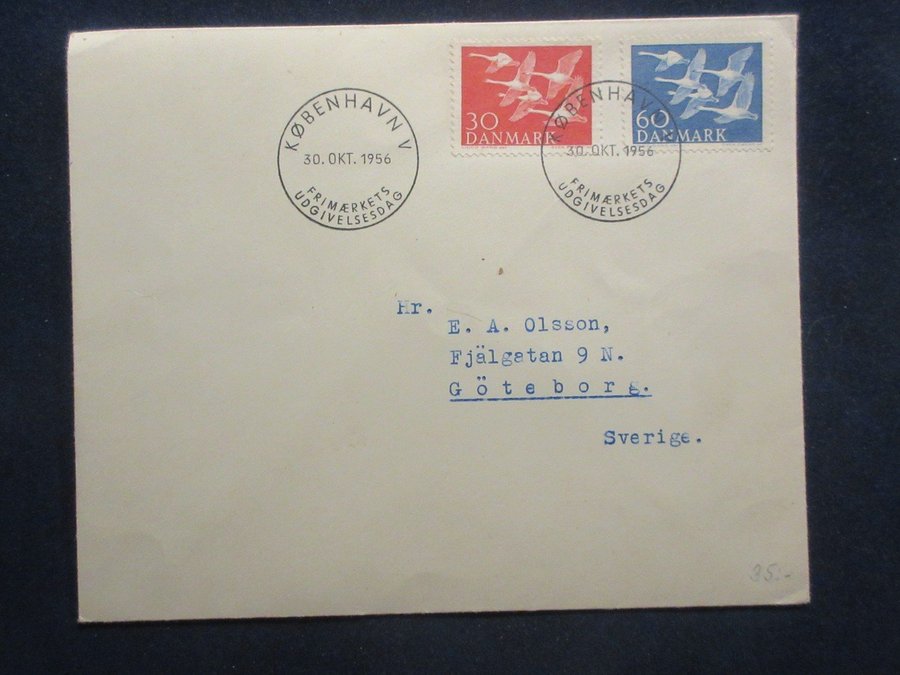 30
DANMARK
60
DANMARK
KØBENHAVN V
30. OKT. 1956
FRIMÆRKETS
UDGIVELSESDAG
KØBENHAVN V
30. OKT. 1956
FRIMÆRKETS
UDGIVELSESDAG
Hr.
E. A. Olsson,
Fjälgatan 9 N.
Göteborg.
Sverige.
35:-